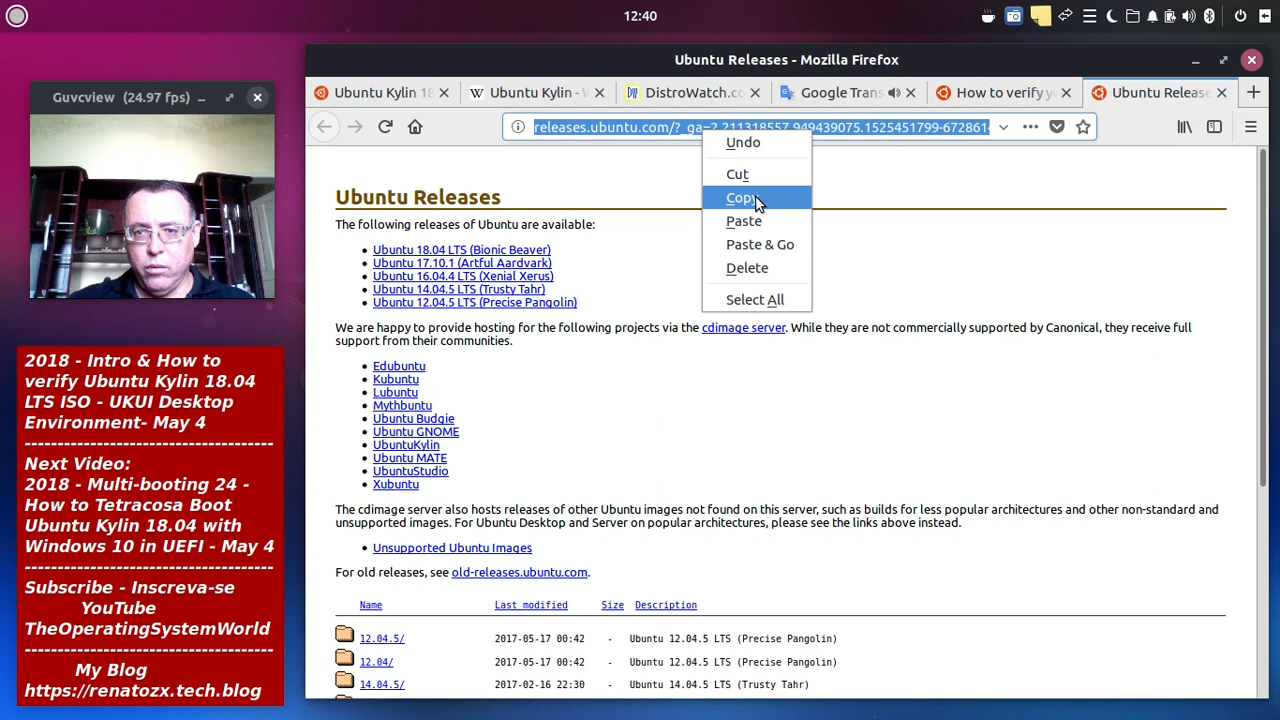 12:40
Guvcview (24.97 fps)
2018 - Intro & How to
verify Ubuntu Kylin 18.04
LTS ISO - UKUI Desktop
Environment- May 4
--------------------------------------
Next Video:
2018 - Multi-booting 24 -
How to Tetracosa Boot
Ubuntu Kylin 18.04 with
Windows 10 in UEFI - May 4
--------------------------------------
Subscribe - Inscreva-se
YouTube
TheOperatingSystemWorld
--------------------------------------
My Blog
https://renatozx.tech.blog
Ubuntu Releases - Mozilla Firefox
Ubuntu Kylin 18 Ubuntu Kylin - W DistroWatch.co Google Trans How to verify y Ubuntu Release
releases.ubuntu.com/?_ga=2.211318557.949439075.1525451799-672861
Undo
Cut
Copy
Paste
Paste & Go
Delete
Select All
Ubuntu Releases
The following releases of Ubuntu are available:
Ubuntu 18.04 LTS (Bionic Beaver)
Ubuntu 17.10.1 (Artful Aardvark)
Ubuntu 16.04.4 LTS (Xenial Xerus)
Ubuntu 14.04.5 LTS (Trusty Tahr)
Ubuntu 12.04.5 LTS (Precise Pangolin)
We are happy to provide hosting for the following projects via the cdimage server. While they are not commercially supported by Canonical, they receive full
support from their communities.
Edubuntu
Kubuntu
Lubuntu
Mythbuntu
Ubuntu Budgie
Ubuntu GNOME
UbuntuKylin
Ubuntu MATE
UbuntuStudio
Xubuntu
The cdimage server also hosts releases of other Ubuntu images not found on this server, such as builds for less popular architectures and other non-standard and
unsupported images. For Ubuntu Desktop and Server on popular architectures, please see the links above instead.
Unsupported Ubuntu Images
For old releases, see old-releases.ubuntu.com.
Name Last modified Size Description
12.04.5/ 2017-05-17 00:42 - Ubuntu 12.04.5 LTS (Precise Pangolin)
12.04/ 2017-05-17 00:42 - Ubuntu 12.04.5 LTS (Precise Pangolin)
14.04.5/ 2017-02-16 22:30 - Ubuntu 14.04.5 LTS (Trusty Tahr)